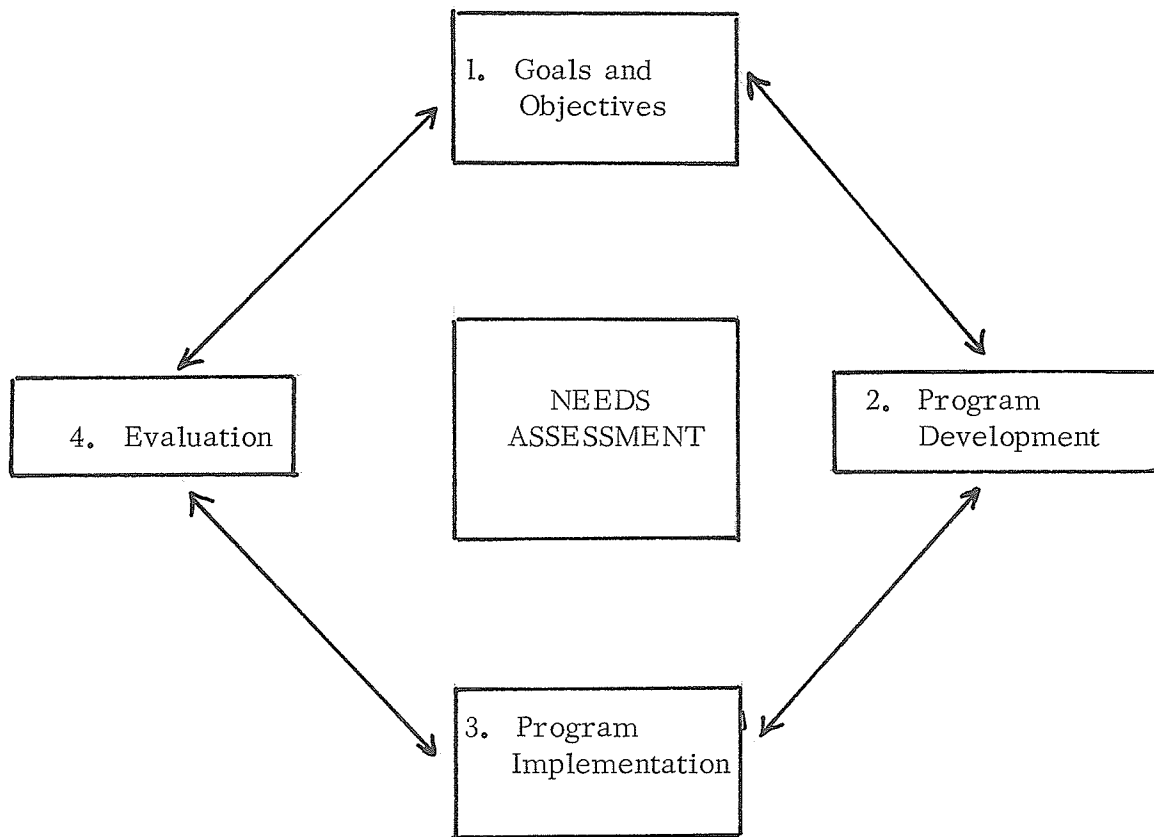 1. Goals and
Objectives
NEEDS
ASSESSMENT
2. Program
Development
4. Evaluation
3. Program
Implementation